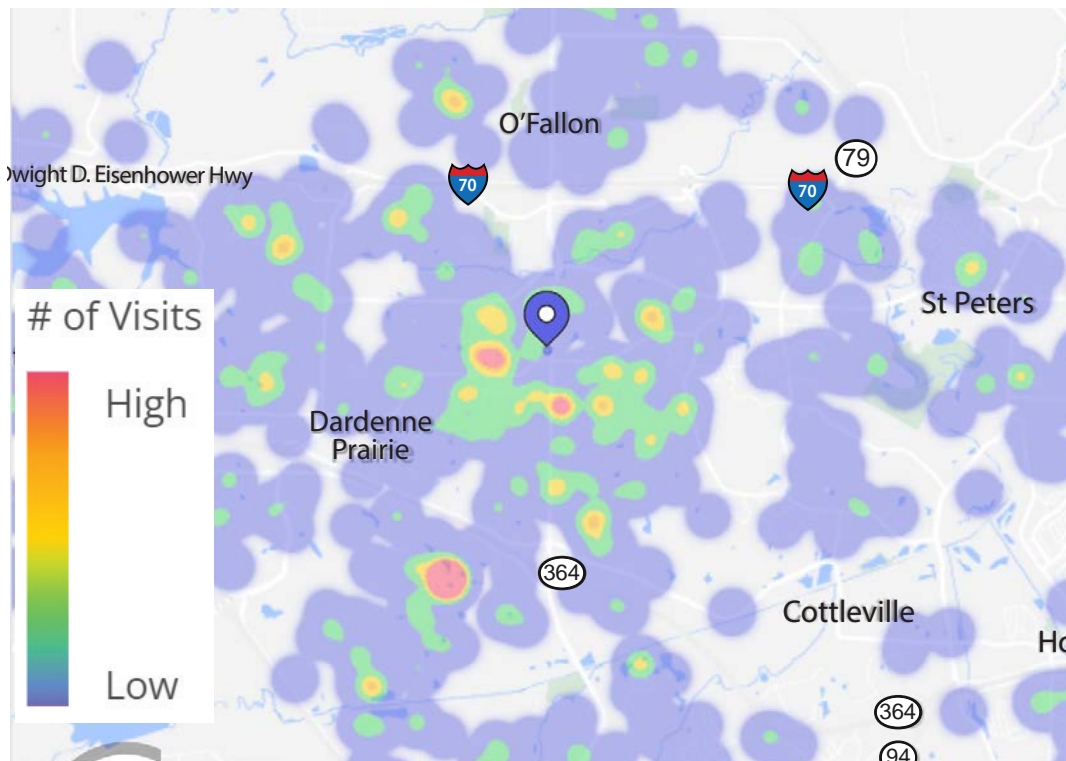 O'Fallon
79
Dwight D. Eisenhower Hwy
70
70
St Peters
# of Visits
High
Low
Dardenne
Prairie
364
Cottleville
Ho
364
94